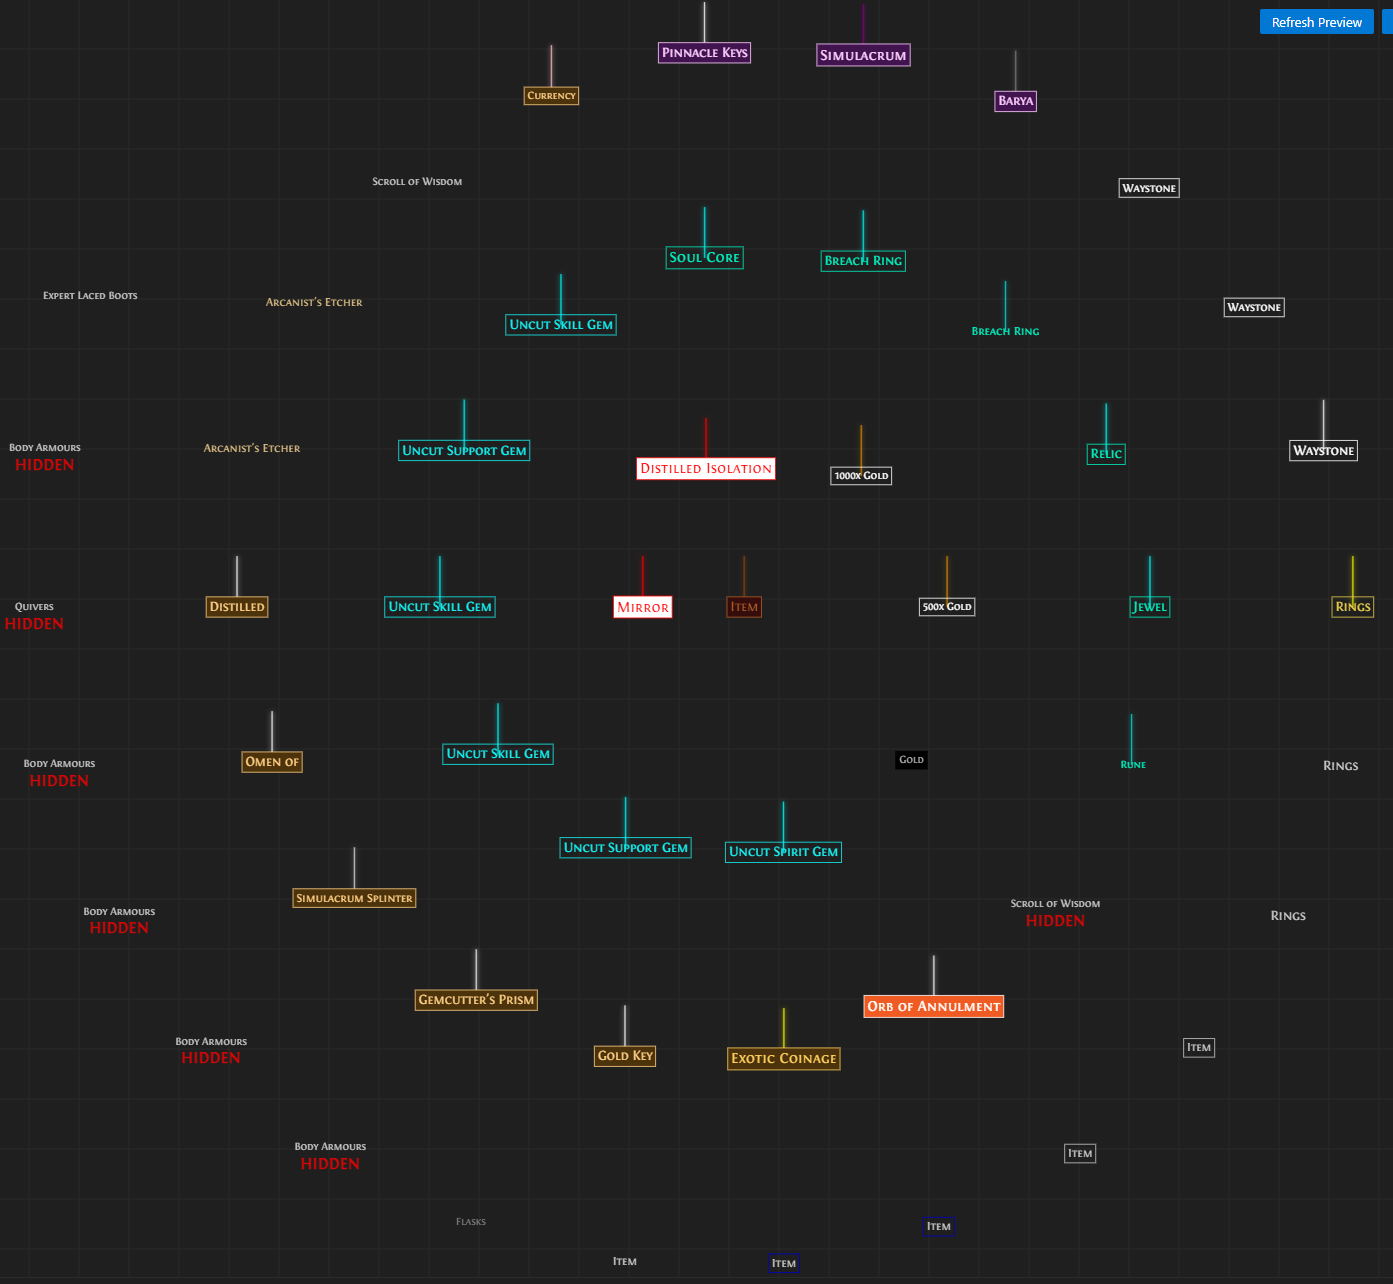 Refresh Preview
Pinnacle Keys
Simulacrum
Currency
Barya
Scroll of Wisdom
Waystone
Soul Core
Breach Ring
Expert Laced Boots
Arcanist's Etcher
Waystone
Uncut Skill Gem
Breach Ring
Body Armours
HIDDEN
Arcanist's Etcher
Uncut Support Gem
Distilled Isolation
1000x Gold
Relic
Waystone
Quivers
HIDDEN
Distilled
Uncut Skill Gem
Mirror
Item
500x Gold
Jewel
Rings
Body Armours
HIDDEN
Omen of
Uncut Skill Gem
Gold
Rune
Rings
Uncut Support Gem
Uncut Spirit Gem
Simulacrum Splinter
Body Armours
HIDDEN
Scroll of Wisdom
HIDDEN
Rings
Gemcutter's Prism
Orb of Annulment
Body Armours
HIDDEN
Gold Key
Exotic Coinage
Item
Body Armours
HIDDEN
Item
Flasks
Item
Item
Item